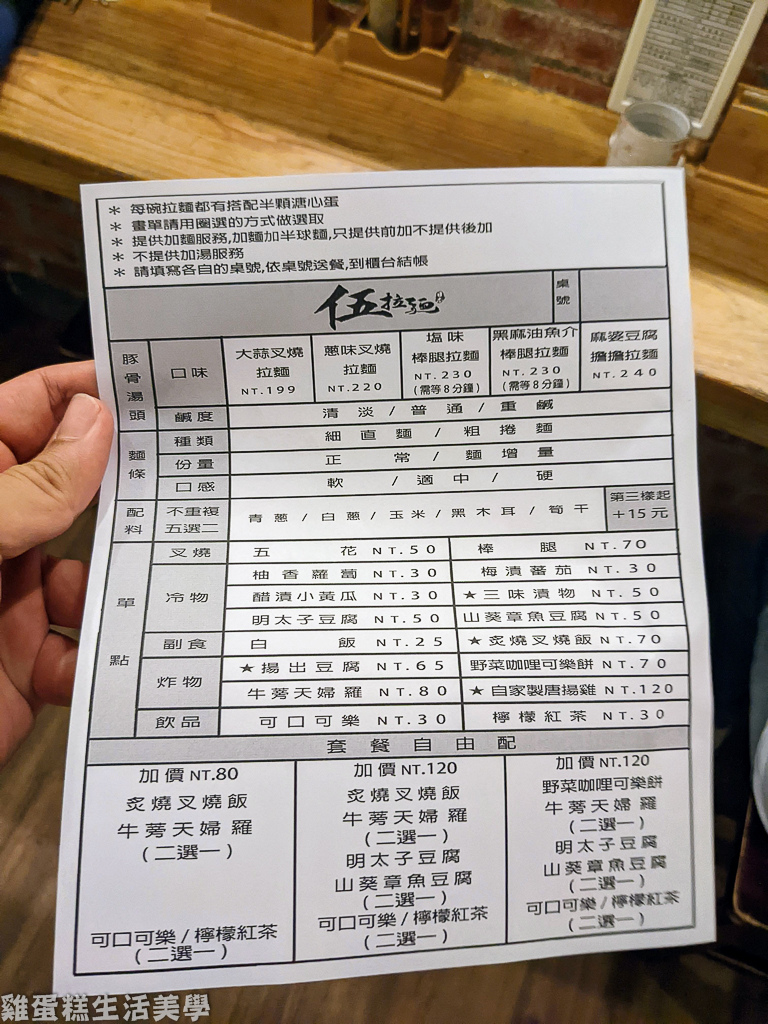 * 每碗拉麵都有搭配半顆溏心蛋
* 畫單請用圈選的方式做選取
* 提供加麵服務,加麵加半球麵,只提供前加不提供後加
* 不提供加湯服務
* 請填寫各自的桌號,依桌號送餐,到櫃台結帳
伍拉麵 桌號
豚骨湯頭 口味 大蒜叉燒拉麵 NT.199 蔥味叉燒拉麵 NT.220 塩味棒腿拉麵 NT.230 (需等8分鐘) 黑麻油魚介棒腿拉麵 NT.230 (需等8分鐘) 麻婆豆腐擔擔拉麵 NT.240
鹹度 清淡 / 普通 / 重鹹
麵條 種類 細直麵 / 粗捲麵
份量 正常 / 麵增量
口感 軟 / 適中 / 硬
配料 不重複五選二 青蔥 / 白蔥 / 玉米 / 黑木耳 / 筍干 第三樣起+15元
單點 叉燒 五花 NT.50 棒腿 NT.70
冷物 柚香蘿蔔 NT.30 梅漬蕃茄 NT.30
醋漬小黃瓜 NT.30 ★三味漬物 NT.50
明太子豆腐 NT.50 山葵章魚豆腐 NT.50
副食 白飯 NT.25 ★炙燒叉燒飯 NT.70
炸物 ★揚出豆腐 NT.65 野菜咖哩可樂餅 NT.70
牛蒡天婦羅 NT.80 ★自家製唐揚雞 NT.120
飲品 可口可樂 NT.30 檸檬紅茶 NT.30
套餐自由配
加價NT.80
炙燒叉燒飯
牛蒡天婦羅
(二選一)
可口可樂/檸檬紅茶
(二選一)
加價NT.120
炙燒叉燒飯
牛蒡天婦羅
(二選一)
明太子豆腐
山葵章魚豆腐
(二選一)
可口可樂/檸檬紅茶
(二選一)
加價NT.120
野菜咖哩可樂餅
牛蒡天婦羅
(二選一)
明太子豆腐
山葵章魚豆腐
(二選一)
可口可樂/檸檬紅茶
(二選一)
雞蛋糕生活美學